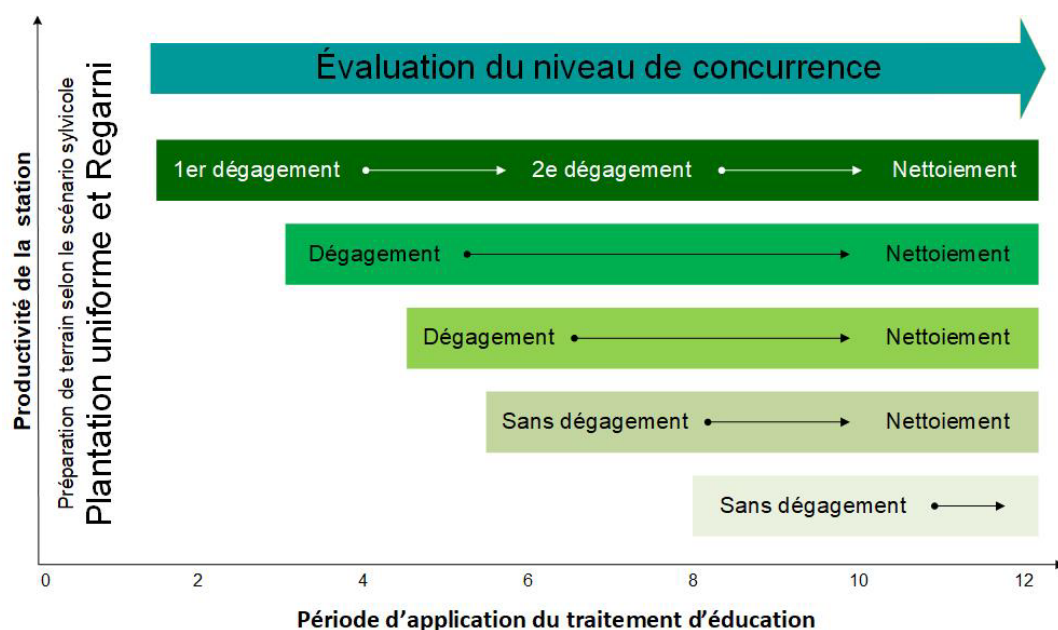 Évaluation du niveau de concurrence
Productivité de la station
Préparation de terrain selon le scénario sylvicole
Plantation uniforme et Regarni
1er dégagement 2e dégagement Nettoiement
Dégagement Nettoiement
Dégagement Nettoiement
Sans dégagement Nettoiement
Sans dégagement
0 2 4 6 8 10 12
Période d'application du traitement d'éducation